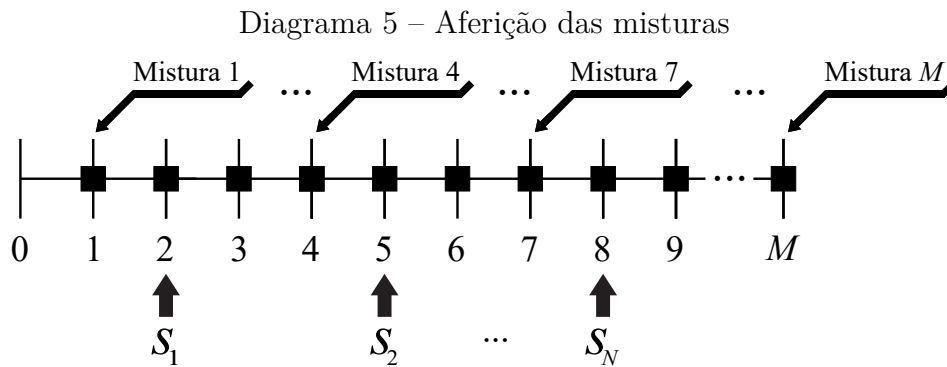 Diagrama 5 – Aferição das misturas
Mistura 1 ... Mistura 4 ... Mistura 7 ... Mistura M
...
0 1 2 3 4 5 6 7 8 9 M
S₁ S₂ ... S_N